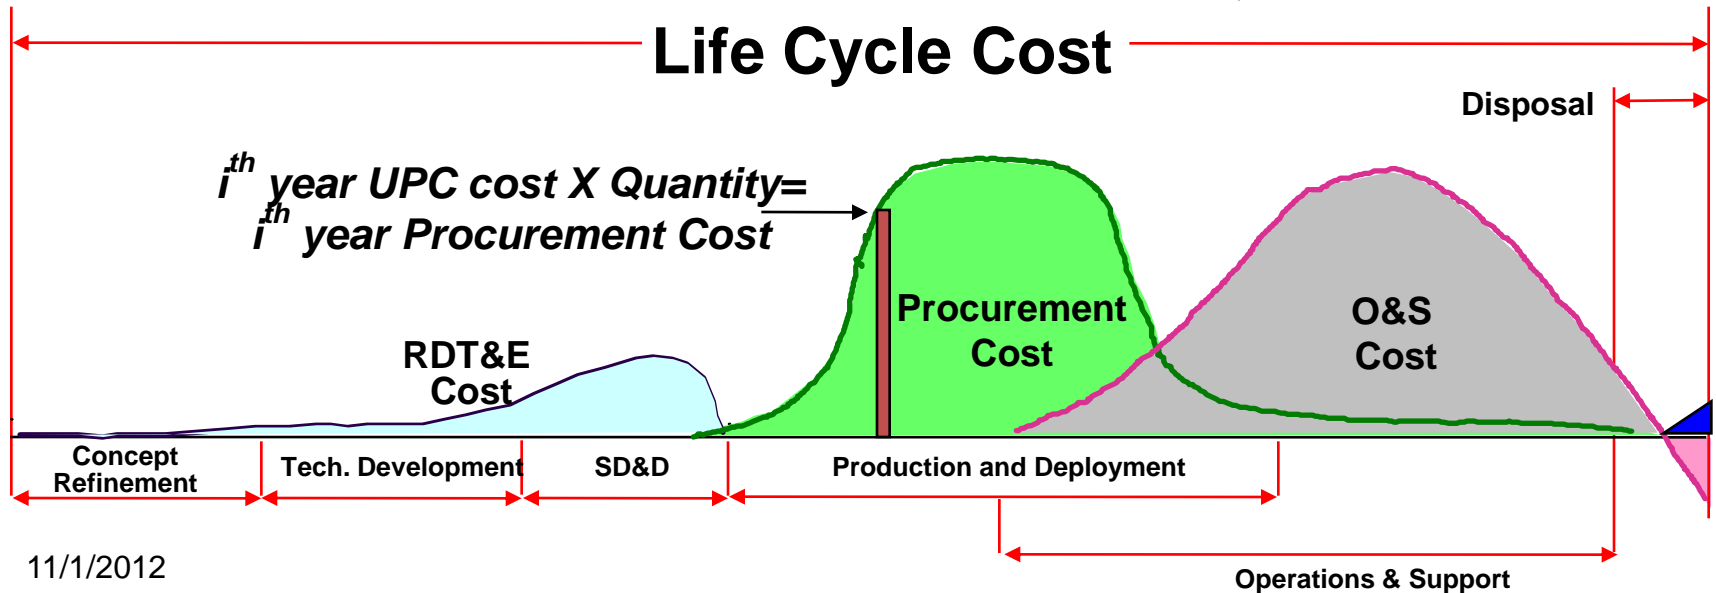 Life Cycle Cost
Disposal
ith year UPC cost X Quantity=
ith year Procurement Cost
RDT&E
Cost
Procurement
Cost
O&S
Cost
Concept
Refinement
Tech. Development
SD&D
Production and Deployment
Operations & Support
11/1/2012